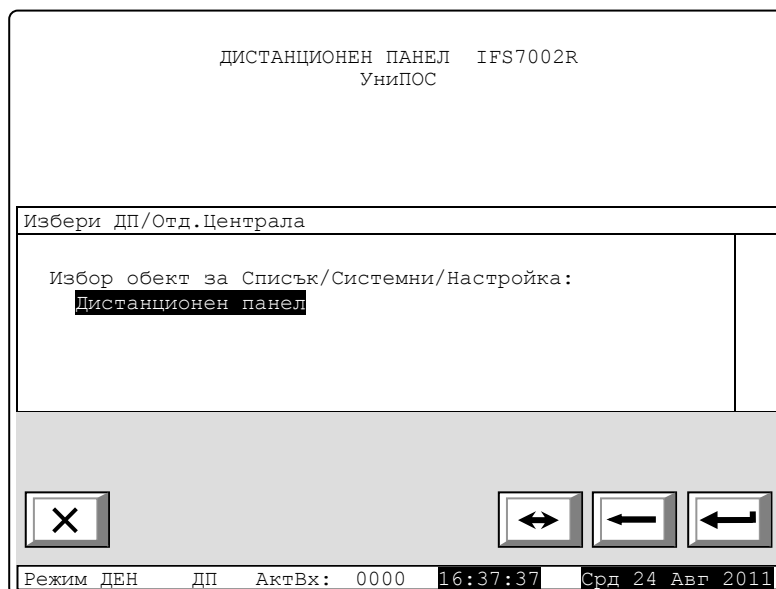 ДИСТАНЦИОНЕН ПАНЕЛ IFS7002R
УниПОС
Избери ДП/Отд.Централа
Избор обект за Списък/Системни/Настройка:
Дистанционен панел
Режим ДЕН ДП АктВх: 0000 16:37:37 Срд 24 Авг 2011